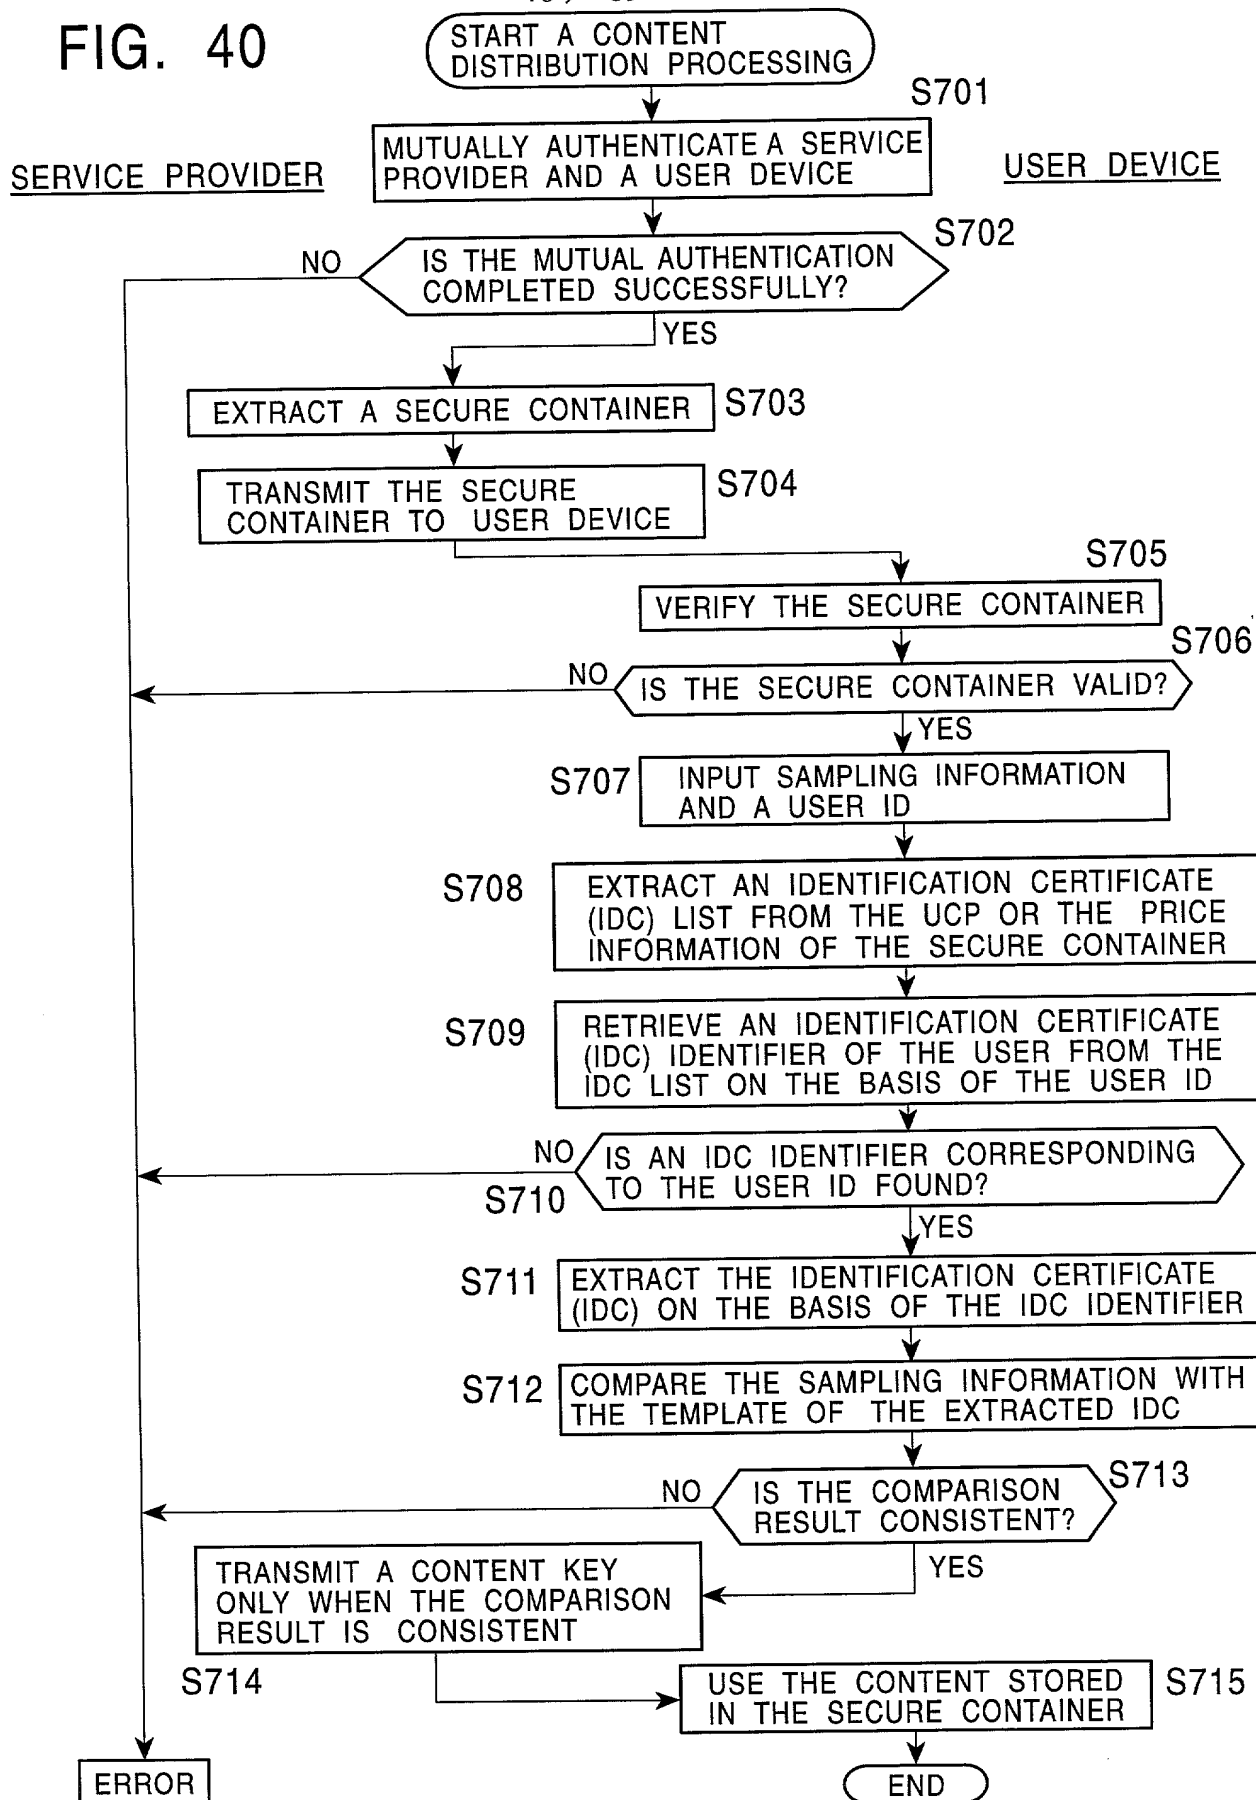 FIG. 40
START A CONTENT
DISTRIBUTION PROCESSING
S701
SERVICE PROVIDER
MUTUALLY AUTHENTICATE A SERVICE
PROVIDER AND A USER DEVICE
USER DEVICE
S702
NO
IS THE MUTUAL AUTHENTICATION
COMPLETED SUCCESSFULLY?
YES
EXTRACT A SECURE CONTAINER
S703
TRANSMIT THE SECURE
CONTAINER TO USER DEVICE
S704
S705
VERIFY THE SECURE CONTAINER
S706
NO
IS THE SECURE CONTAINER VALID?
YES
S707
INPUT SAMPLING INFORMATION
AND A USER ID
S708
EXTRACT AN IDENTIFICATION CERTIFICATE
(IDC) LIST FROM THE UCP OR THE PRICE
INFORMATION OF THE SECURE CONTAINER
S709
RETRIEVE AN IDENTIFICATION CERTIFICATE
(IDC) IDENTIFIER OF THE USER FROM THE
IDC LIST ON THE BASIS OF THE USER ID
NO
IS AN IDC IDENTIFIER CORRESPONDING
TO THE USER ID FOUND?
S710
YES
S711
EXTRACT THE IDENTIFICATION CERTIFICATE
(IDC) ON THE BASIS OF THE IDC IDENTIFIER
S712
COMPARE THE SAMPLING INFORMATION WITH
THE TEMPLATE OF THE EXTRACTED IDC
S713
NO
IS THE COMPARISON
RESULT CONSISTENT?
YES
TRANSMIT A CONTENT KEY
ONLY WHEN THE COMPARISON
RESULT IS CONSISTENT
S714
USE THE CONTENT STORED
IN THE SECURE CONTAINER
S715
ERROR
END